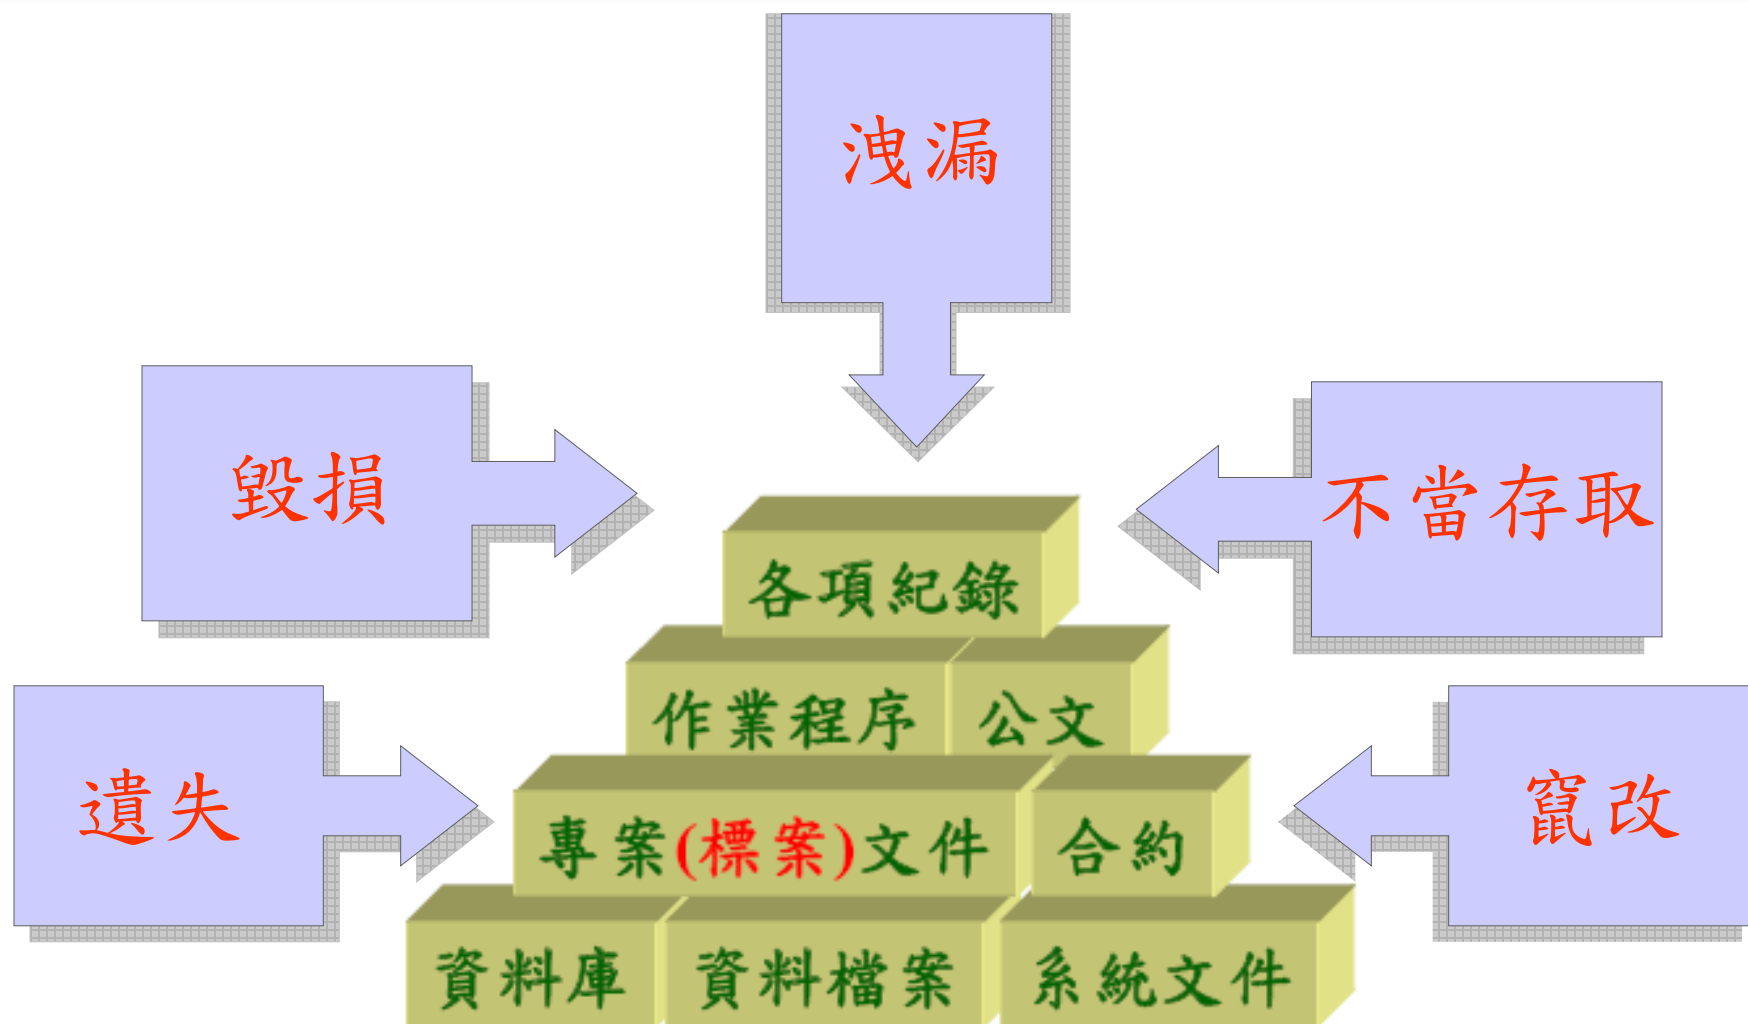 洩漏
毀損
不當存取
各項紀錄
作業程序
公文
遺失
竄改
專案(標案)文件
合約
資料庫
資料檔案
系統文件